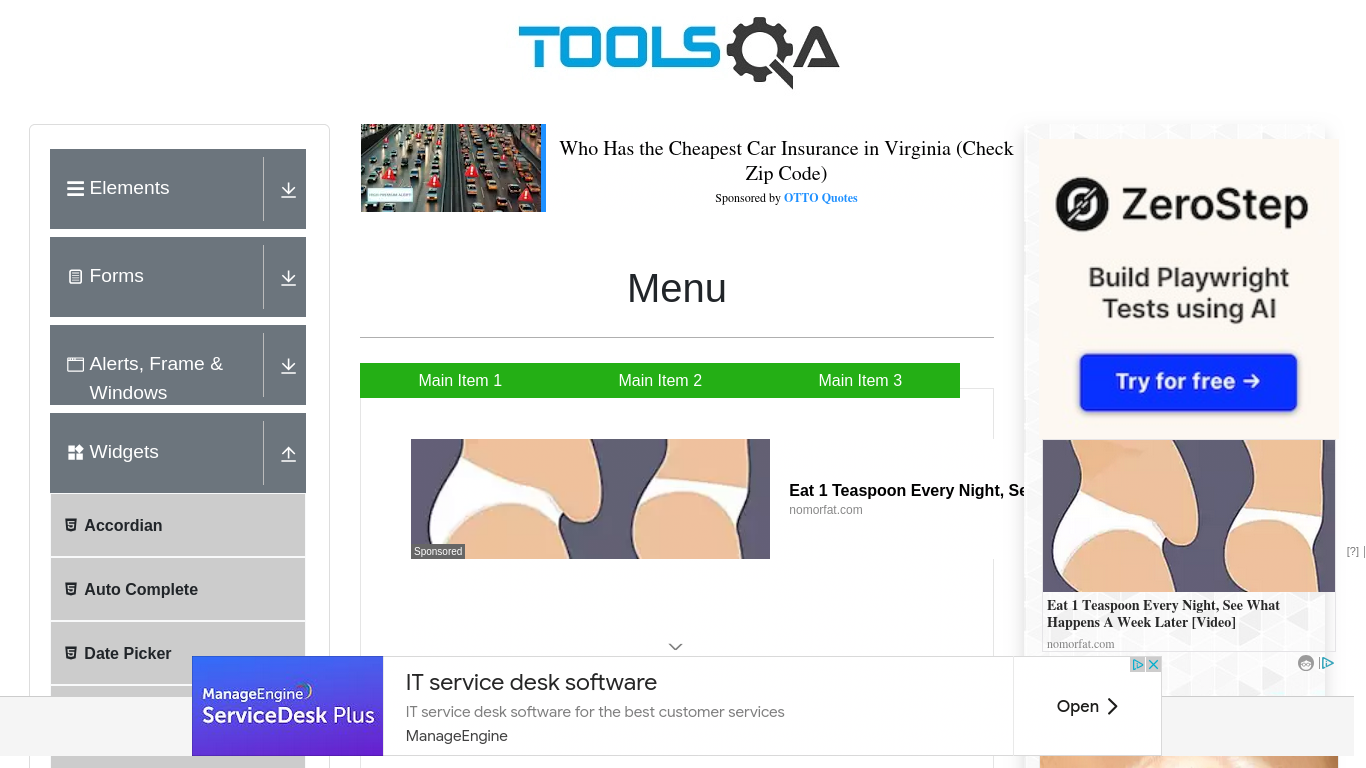 TOOLSQA
Elements
Forms
Alerts, Frame &
Windows
Widgets
Accordian
Auto Complete
Date Picker
Who Has the Cheapest Car Insurance in Virginia (Check
Zip Code)
Sponsored by OTTO Quotes
Menu
Main Item 1
Main Item 2
Main Item 3
Sponsored
Eat 1 Teaspoon Every Night, Se
nomorfat.com
ZeroStep
Build Playwright
Tests using AI
Try for free →
Eat 1 Teaspoon Every Night, See What
Happens A Week Later [Video]
nomorfat.com
[?]
ManageEngine
ServiceDesk Plus
IT service desk software
IT service desk software for the best customer services
ManageEngine
Open